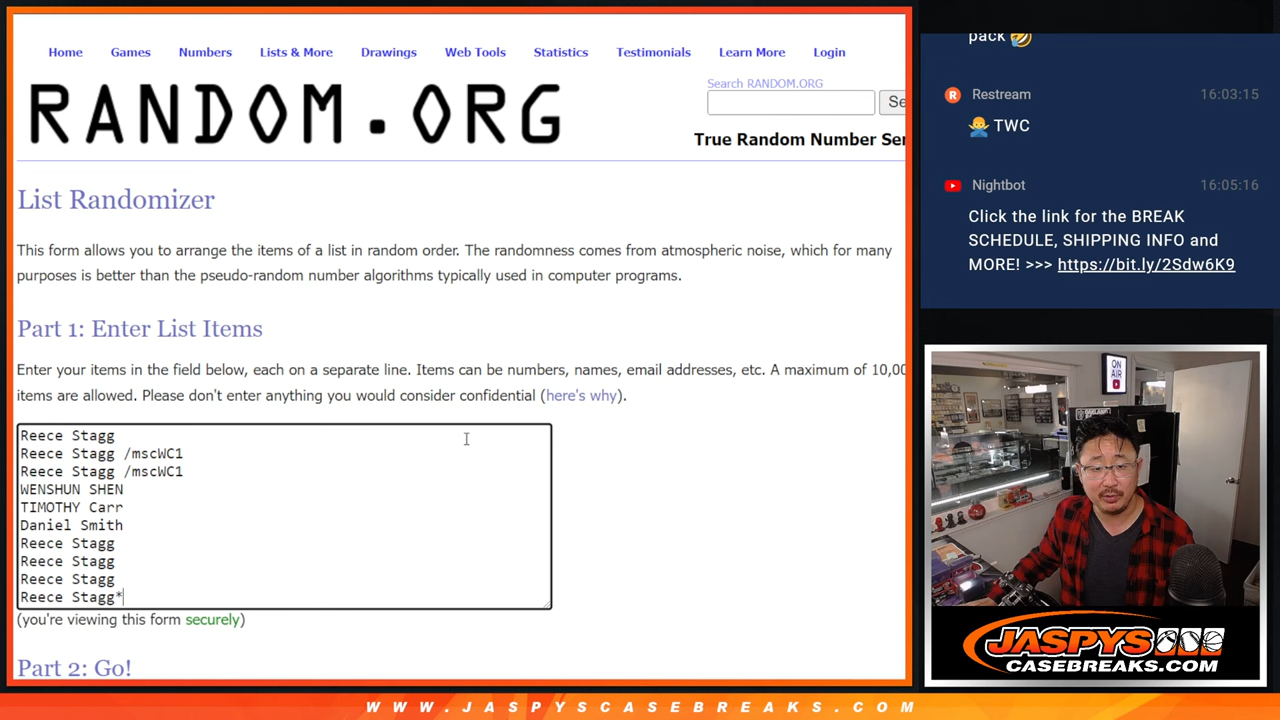 Home Games Numbers Lists & More Drawings Web Tools Statistics Testimonials Learn More Login
RANDOM.ORG
Search RANDOM.ORG
Se
True Random Number Ser
List Randomizer
This form allows you to arrange the items of a list in random order. The randomness comes from atmospheric noise, which for many
purposes is better than the pseudo-random number algorithms typically used in computer programs.
Part 1: Enter List Items
Enter your items in the field below, each on a separate line. Items can be numbers, names, email addresses, etc. A maximum of 10,00
items are allowed. Please don't enter anything you would consider confidential (here's why).
Reece Stagg
Reece Stagg /mscWC1
Reece Stagg /mscWC1
WENSHUN SHEN
TIMOTHY Carr
Daniel Smith
Reece Stagg
Reece Stagg
Reece Stagg
Reece Stagg*
(you're viewing this form securely)
Part 2: Go!
pack 🤣
Restream 16:03:15
🙅‍♂️ TWC
Nightbot 16:05:16
Click the link for the BREAK
SCHEDULE, SHIPPING INFO and
MORE! >>> https://bit.ly/2Sdw6K9
ON
AIR
JASPYS
CASEBREAKS.COM
WWW.JASPYSCASEBREAKS.COM